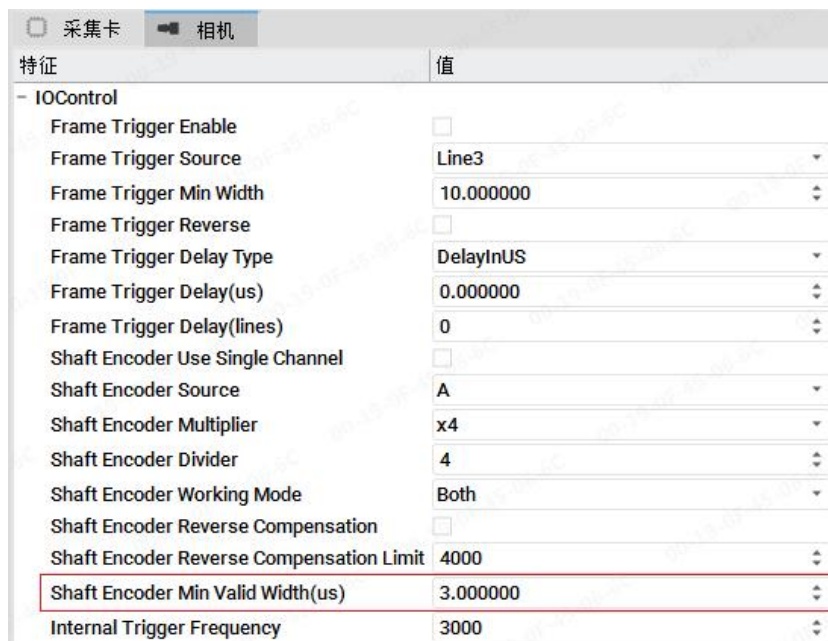 采集卡 相机
特征 值
- IOControl
Frame Trigger Enable
Frame Trigger Source Line3
Frame Trigger Min Width 10.000000
Frame Trigger Reverse
Frame Trigger Delay Type DelayInUS
Frame Trigger Delay(us) 0.000000
Frame Trigger Delay(lines) 0
Shaft Encoder Use Single Channel
Shaft Encoder Source A
Shaft Encoder Multiplier x4
Shaft Encoder Divider 4
Shaft Encoder Working Mode Both
Shaft Encoder Reverse Compensation
Shaft Encoder Reverse Compensation Limit 4000
Shaft Encoder Min Valid Width(us) 3.000000
Internal Trigger Frequency 3000